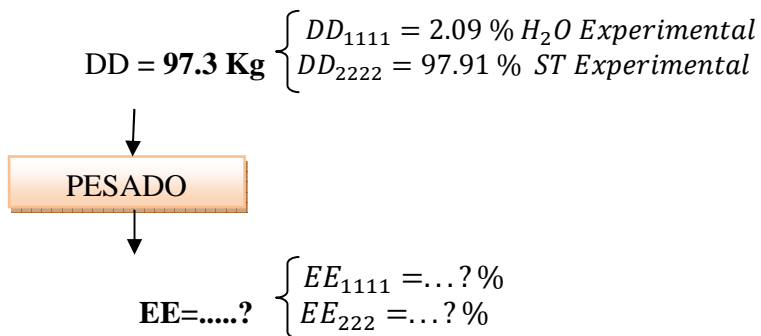 DD₁₁₁₁ = 2.09 % H₂O Experimental
DD = 97.3 Kg
DD₂₂₂₂ = 97.91 % ST Experimental
PESADO
EE₁₁₁₁ =…? %
EE=.....?
EE₂₂₂ =…? %